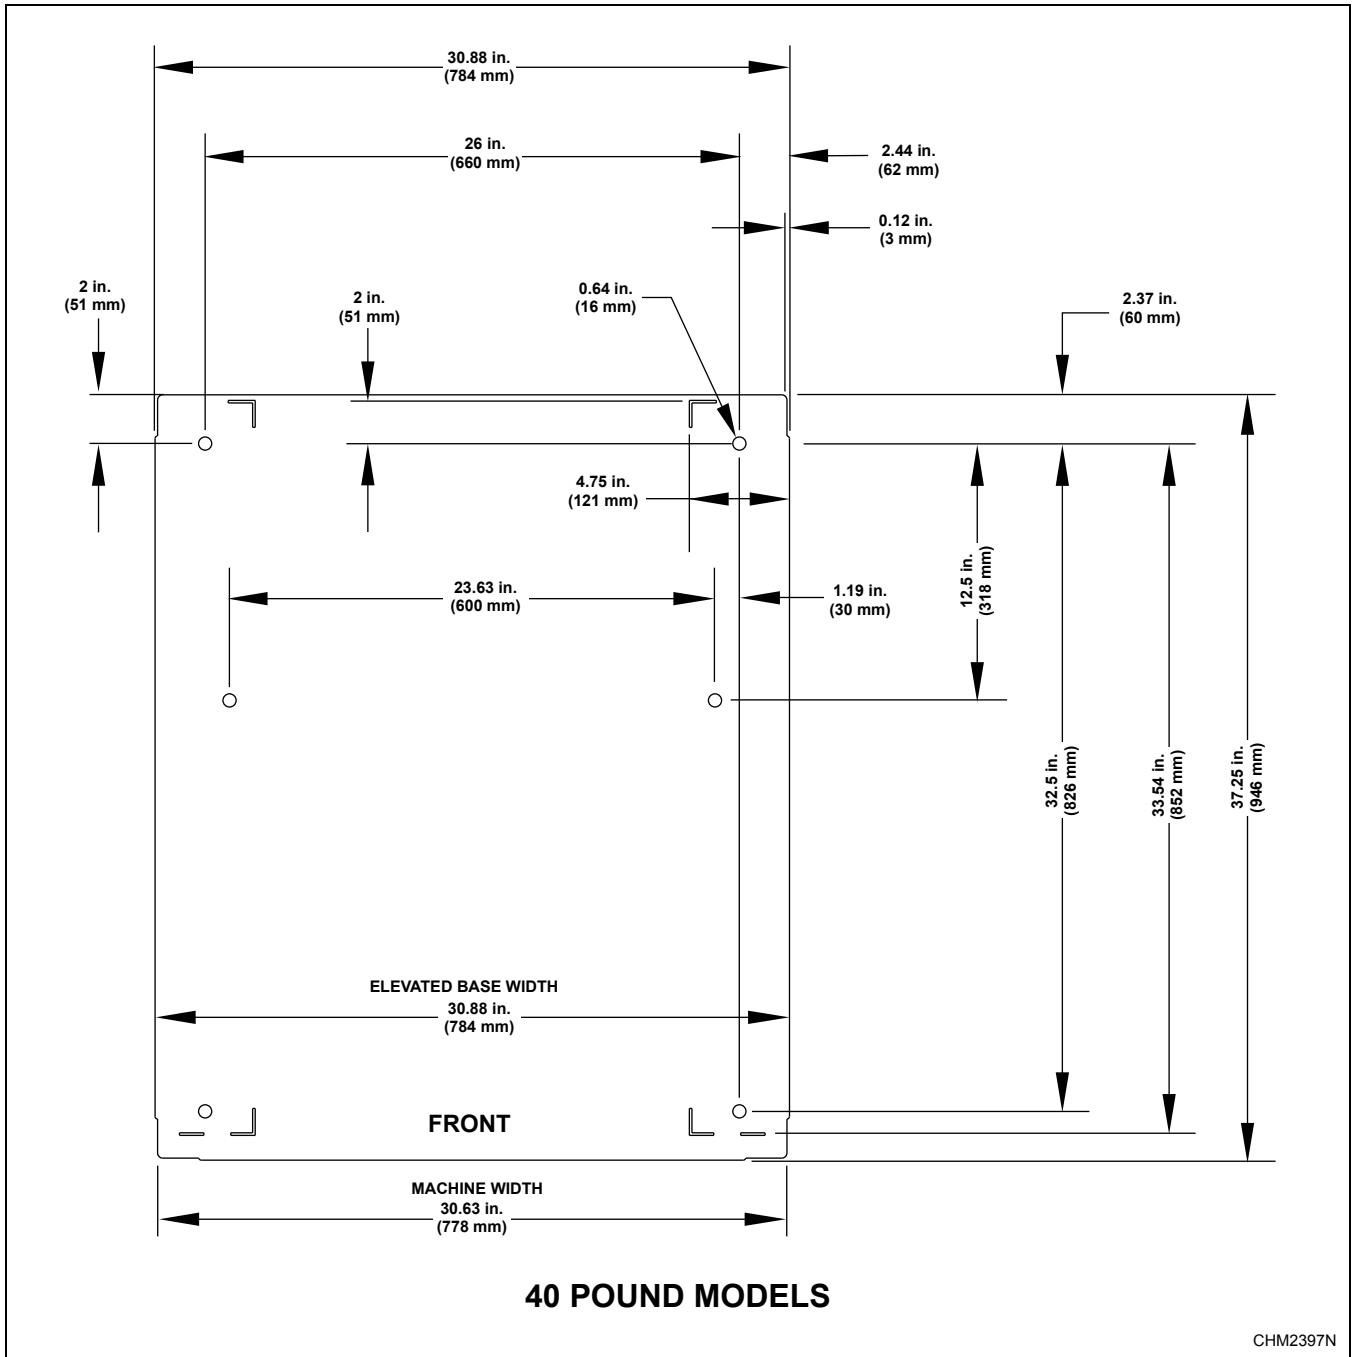 30.88 in.
(784 mm)
26 in.
(660 mm)
2.44 in.
(62 mm)
0.12 in.
(3 mm)
2 in.
(51 mm)
2 in.
(51 mm)
0.64 in.
(16 mm)
2.37 in.
(60 mm)
4.75 in.
(121 mm)
23.63 in.
(600 mm)
1.19 in.
(30 mm)
12.5 in.
(318 mm)
32.5 in.
(826 mm)
33.54 in.
(852 mm)
37.25 in.
(946 mm)
ELEVATED BASE WIDTH
30.88 in.
(784 mm)
FRONT
MACHINE WIDTH
30.63 in.
(778 mm)
40 POUND MODELS
CHM2397N